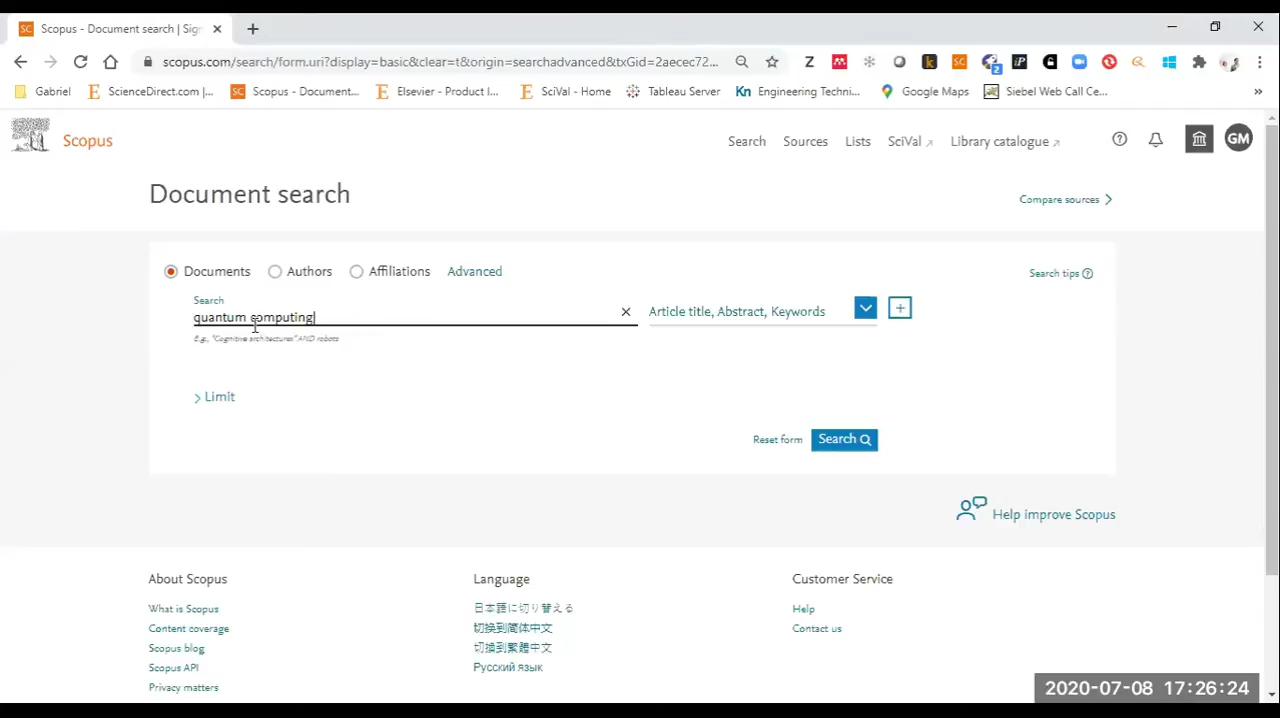 Scopus - Document search | Sig
scopus.com/search/form.uri?display=basic&clear=t&origin=searchadvanced&txGid=2aecec72...
Gabriel
ScienceDirect.com |...
Scopus - Document...
Elsevier - Product I...
SciVal - Home
Tableau Server
Engineering Techni...
Google Maps
Siebel Web Call Ce...
Scopus
Search
Sources
Lists
SciVal
Library catalogue
GM
Document search
Compare sources
Documents
Authors
Affiliations
Advanced
Search tips
Search
quantum computing
Article title, Abstract, Keywords
E.g., "Cognitive architectures" AND robots
Limit
Reset form
Search
Help improve Scopus
About Scopus
What is Scopus
Content coverage
Scopus blog
Scopus API
Privacy matters
Language
日本語に切り替える
切换到简体中文
切換到繁體中文
Русский язык
Customer Service
Help
Contact us
2020-07-08 17:26:24